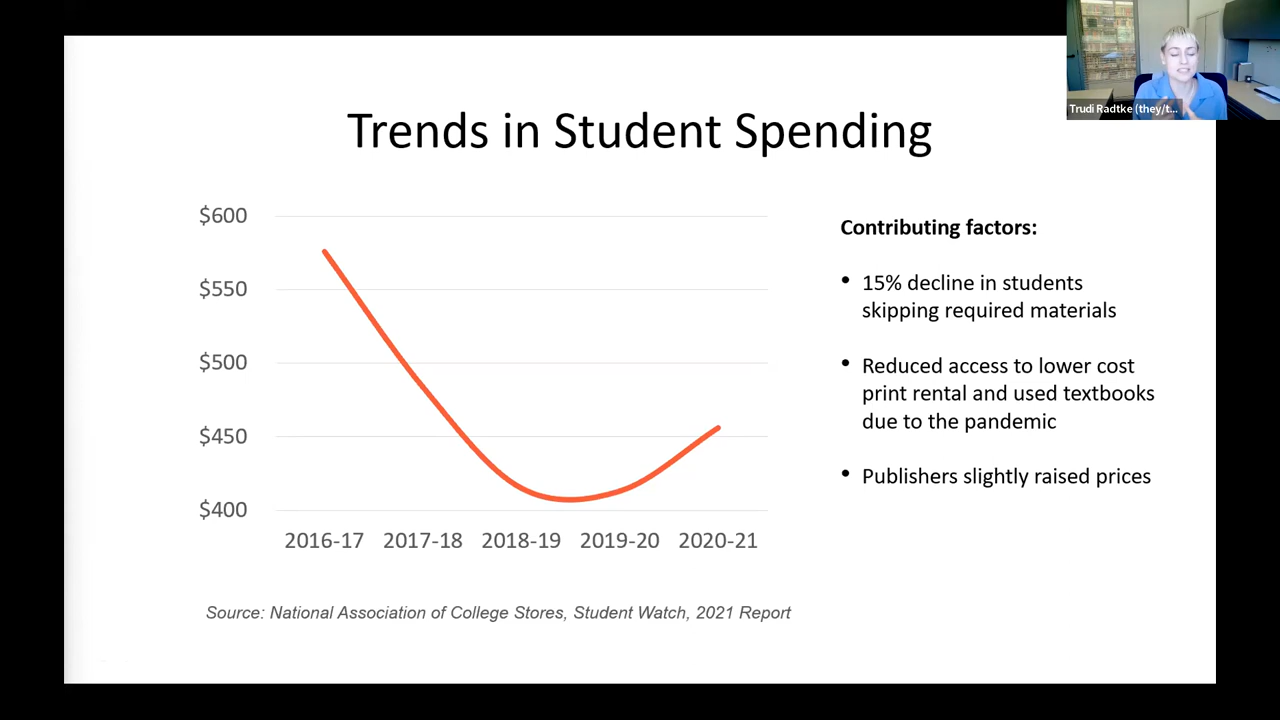 Trudi Radtke (they/t...
Trends in Student Spending
$600
$550
$500
$450
$400
2016-17 2017-18 2018-19 2019-20 2020-21
Contributing factors:
• 15% decline in students
skipping required materials
• Reduced access to lower cost
print rental and used textbooks
due to the pandemic
• Publishers slightly raised prices
Source: National Association of College Stores, Student Watch, 2021 Report